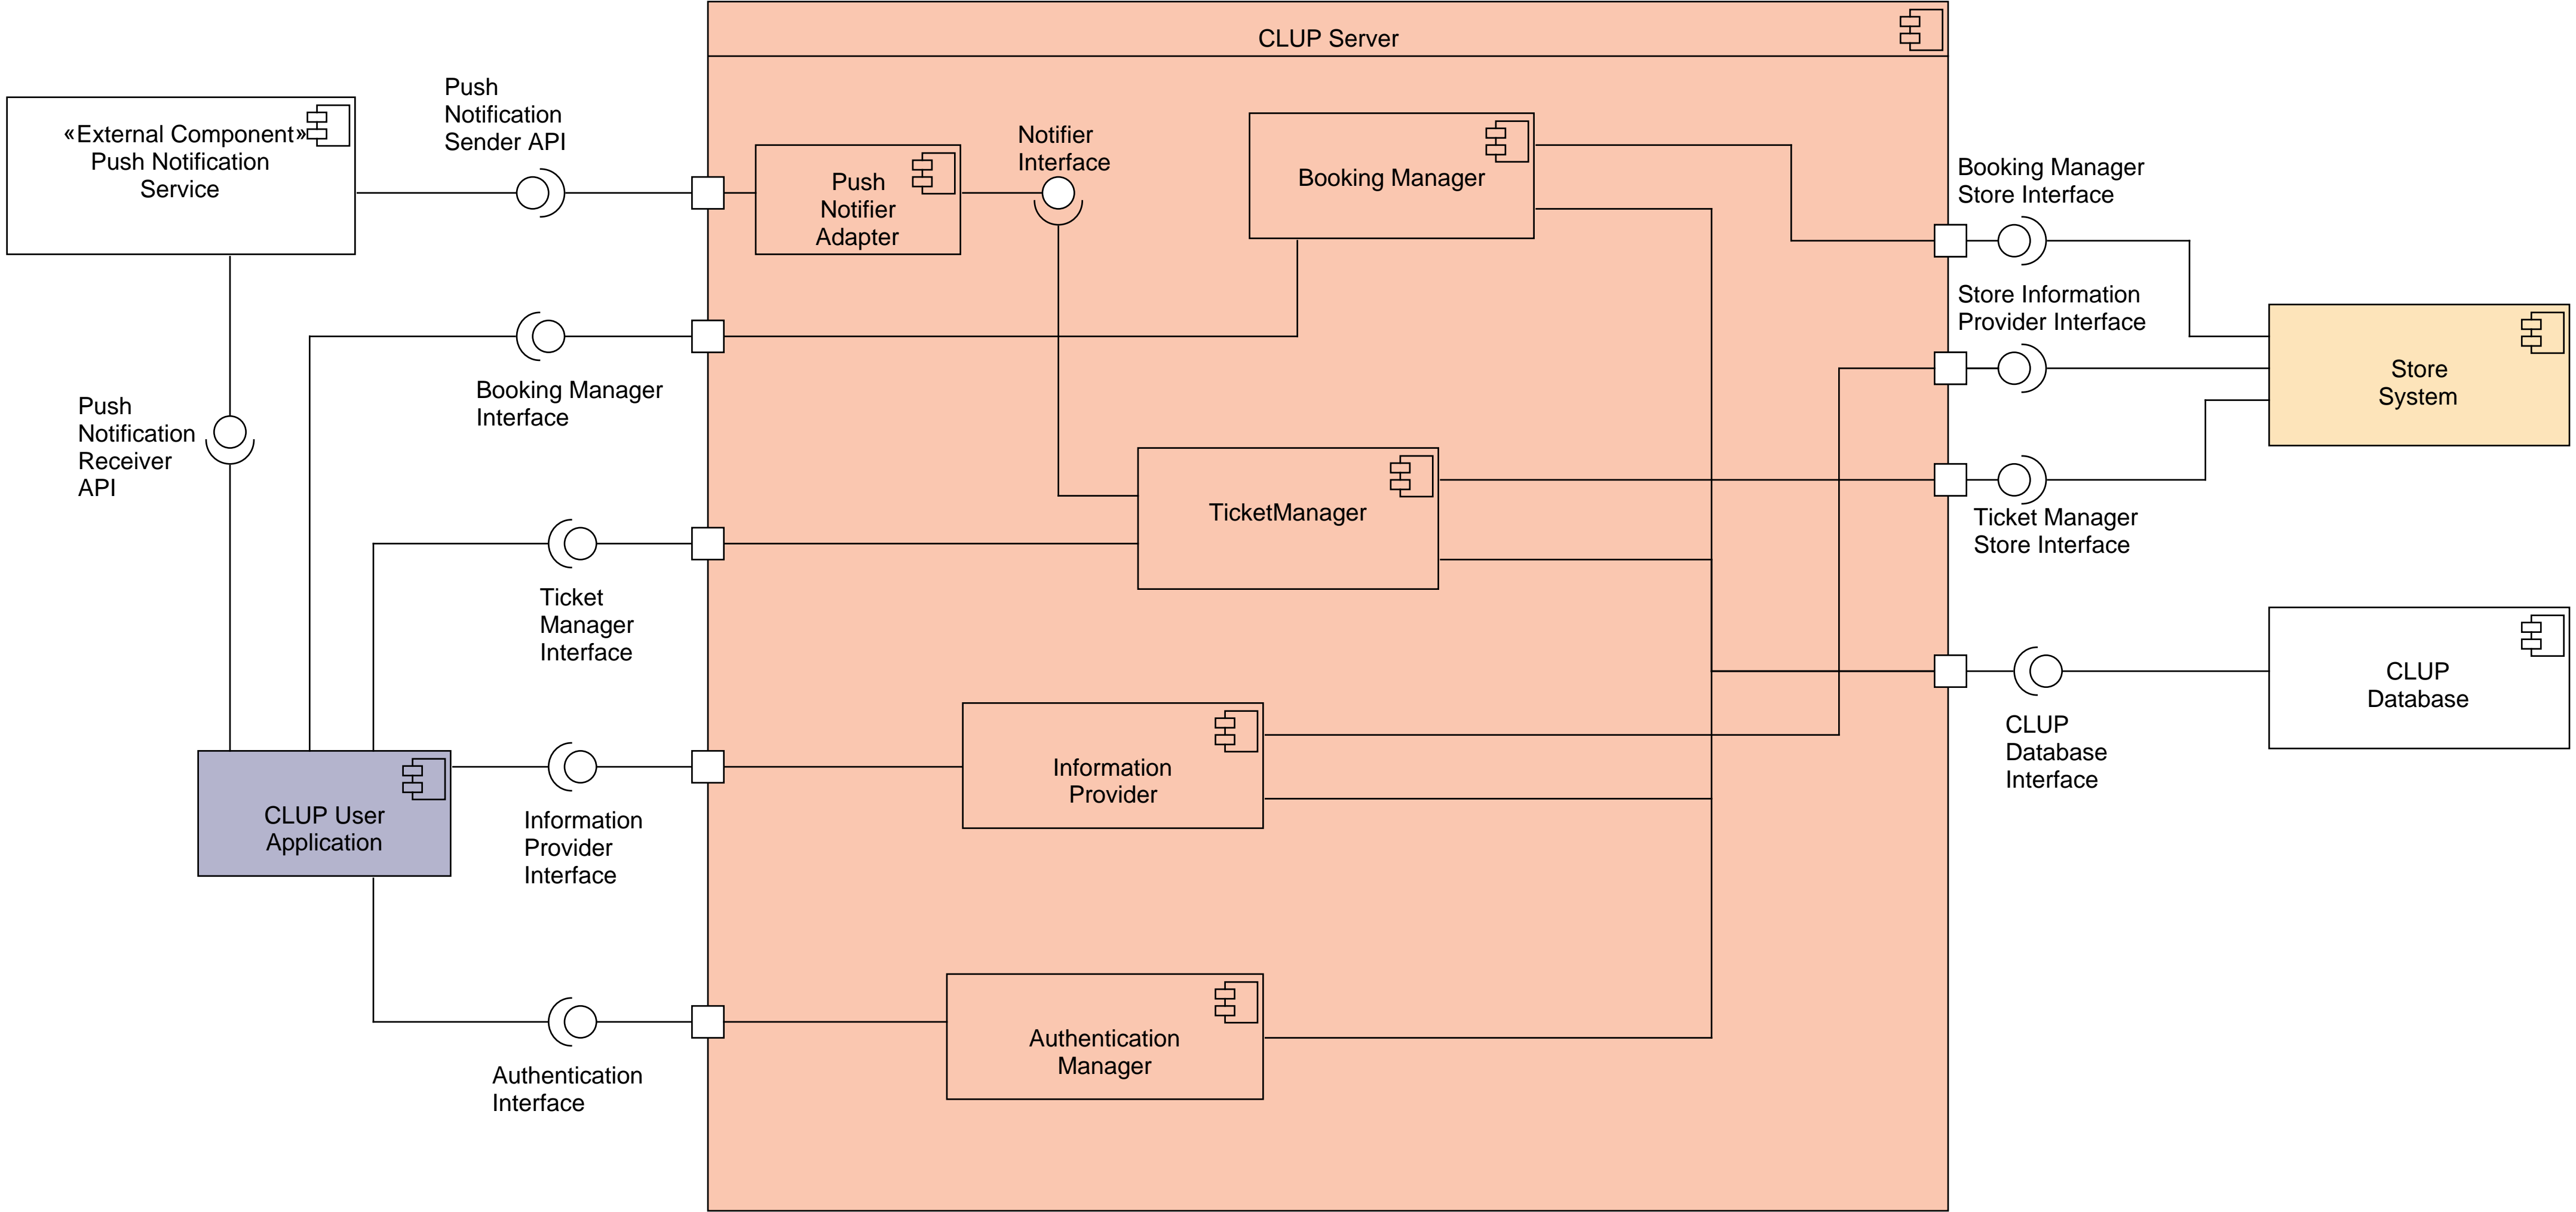 CLUP Server
Push
Notification
Sender API
«External Component»
Push Notification
Service
Notifier
Interface
Push
Notifier
Adapter
Booking Manager
Booking Manager
Store Interface
Store Information
Provider Interface
Store
System
Booking Manager
Interface
Push
Notification
Receiver
API
TicketManager
Ticket Manager
Store Interface
Ticket
Manager
Interface
CLUP
Database
CLUP
Database
Interface
Information
Provider
CLUP User
Application
Information
Provider
Interface
Authentication
Manager
Authentication
Interface